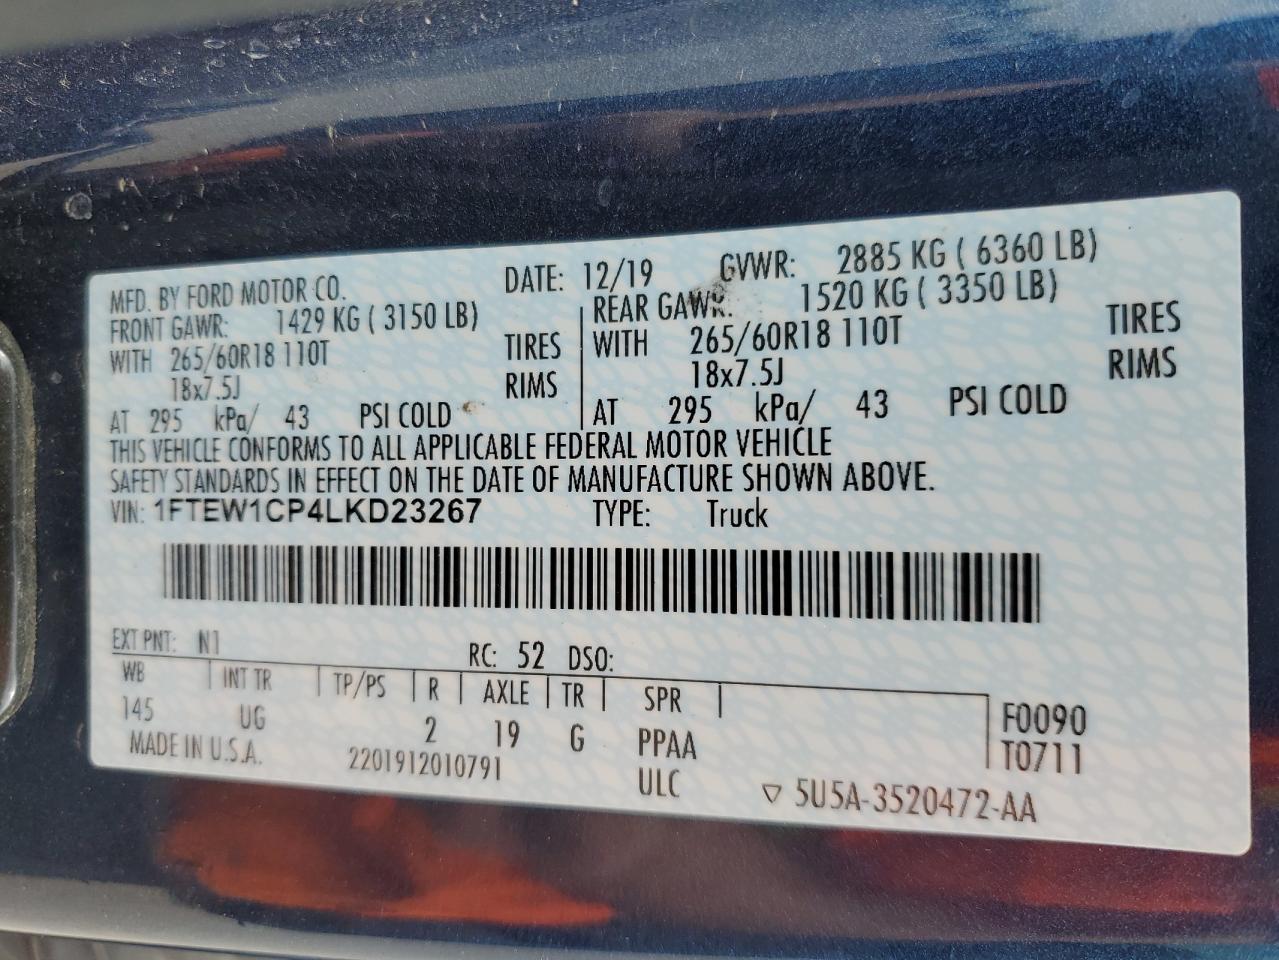 MFD. BY FORD MOTOR CO. DATE: 12/19 GVWR: 2885 KG ( 6360 LB)
FRONT GAWR: 1429 KG ( 3150 LB) REAR GAWR: 1520 KG ( 3350 LB)
WITH 265/60R18 110T TIRES WITH 265/60R18 110T TIRES
18x7.5J RIMS 18x7.5J RIMS
AT 295 kPa/ 43 PSI COLD AT 295 kPa/ 43 PSI COLD
THIS VEHICLE CONFORMS TO ALL APPLICABLE FEDERAL MOTOR VEHICLE
SAFETY STANDARDS IN EFFECT ON THE DATE OF MANUFACTURE SHOWN ABOVE.
VIN: 1FTEW1CP4LKD23267 TYPE: Truck
EXT PNT: N1 RC: 52 DSO:
WB INT TR TP/PS R AXLE TR SPR
145 UG 2 19 G PPAA F0090
MADE IN U.S.A. 2201912010791 ULC T0711
▽ 5U5A-3520472-AA